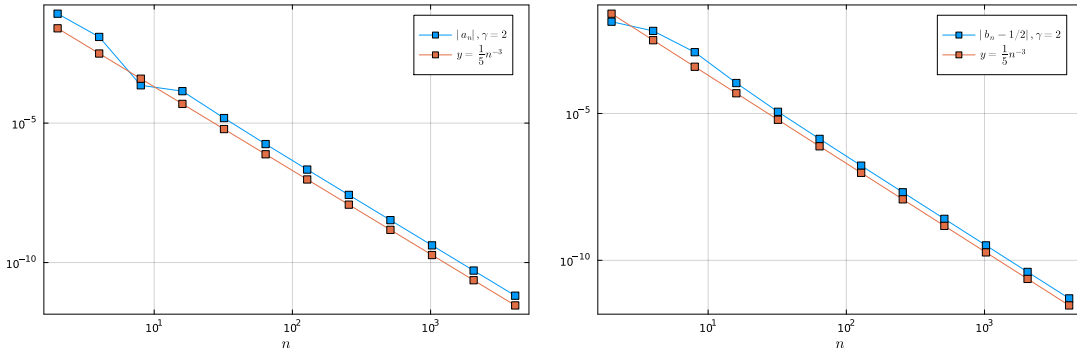 |a_n|, γ = 2
y = 1/5 n^{-3}
10^{-5}
10^{-10}
10^1
10^2
10^3
n
|b_n − 1/2|, γ = 2
y = 1/5 n^{-3}
10^{-5}
10^{-10}
10^1
10^2
10^3
n